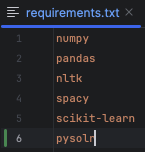 requirements.txt
1 numpy
2 pandas
3 nltk
4 spacy
5 scikit-learn
6 pysolr